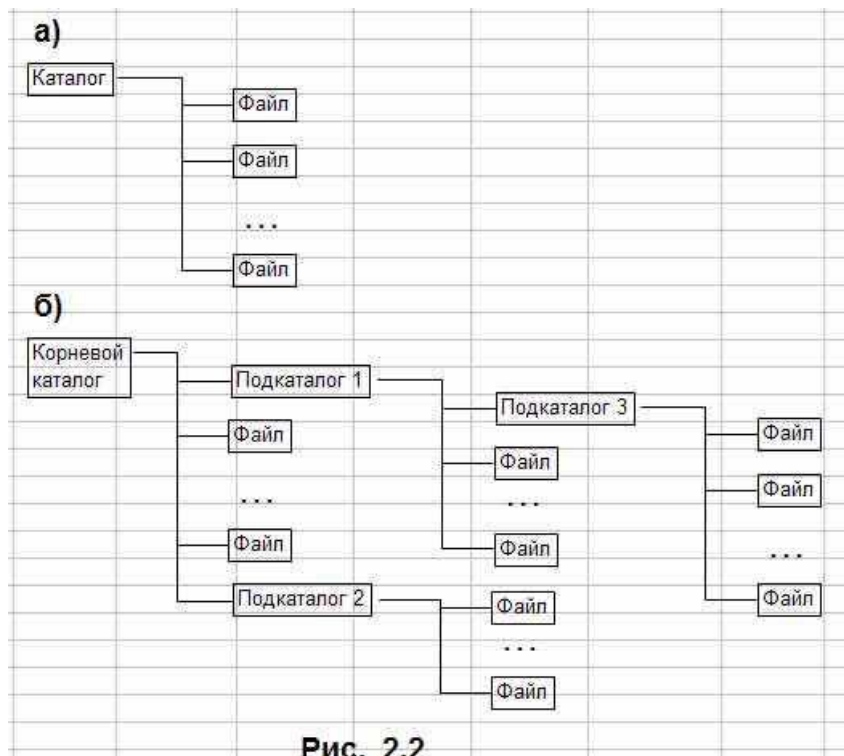 а)
Каталог
Файл
Файл
...
Файл
б)
Корневой
каталог
Подкаталог 1
Подкаталог 3
Файл
Файл
Файл
Файл
...
...
...
Файл
Файл
Подкаталог 2
Файл
Файл
...
Файл
Рис. 2.2